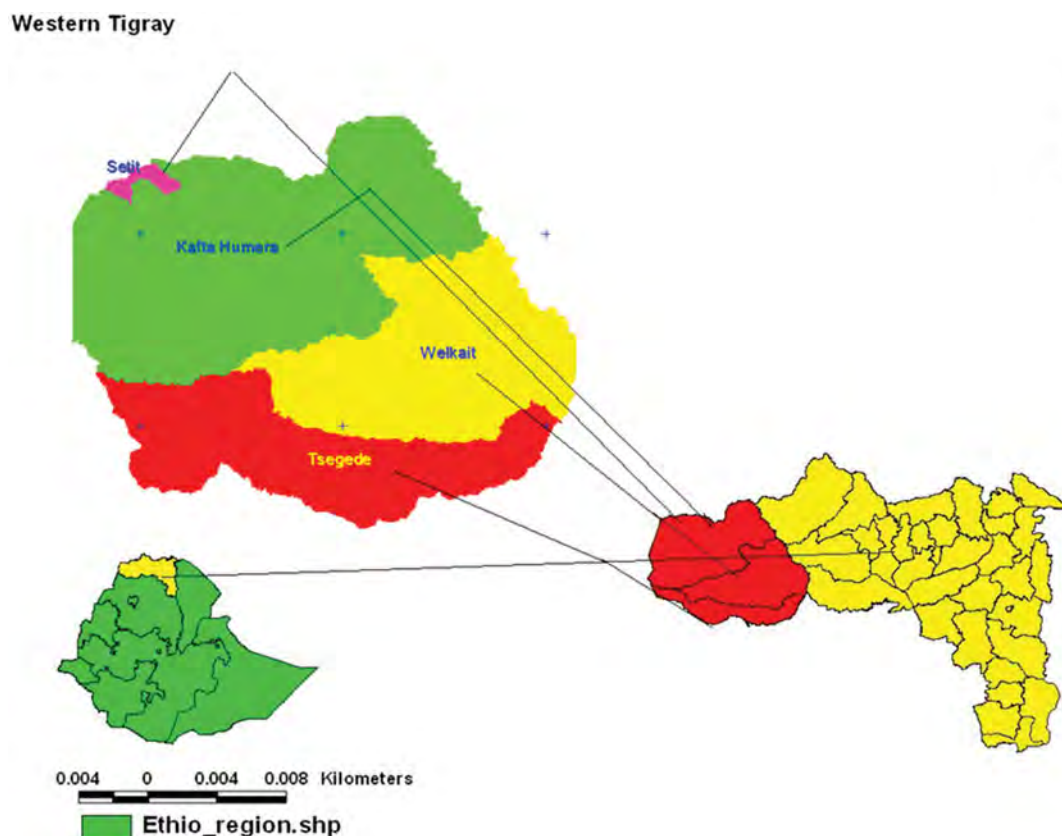 Western Tigray
Setit
Kafta Humera
Welkait
Tsegede
0.004 0 0.004 0.008 Kilometers
Ethio_region.shp